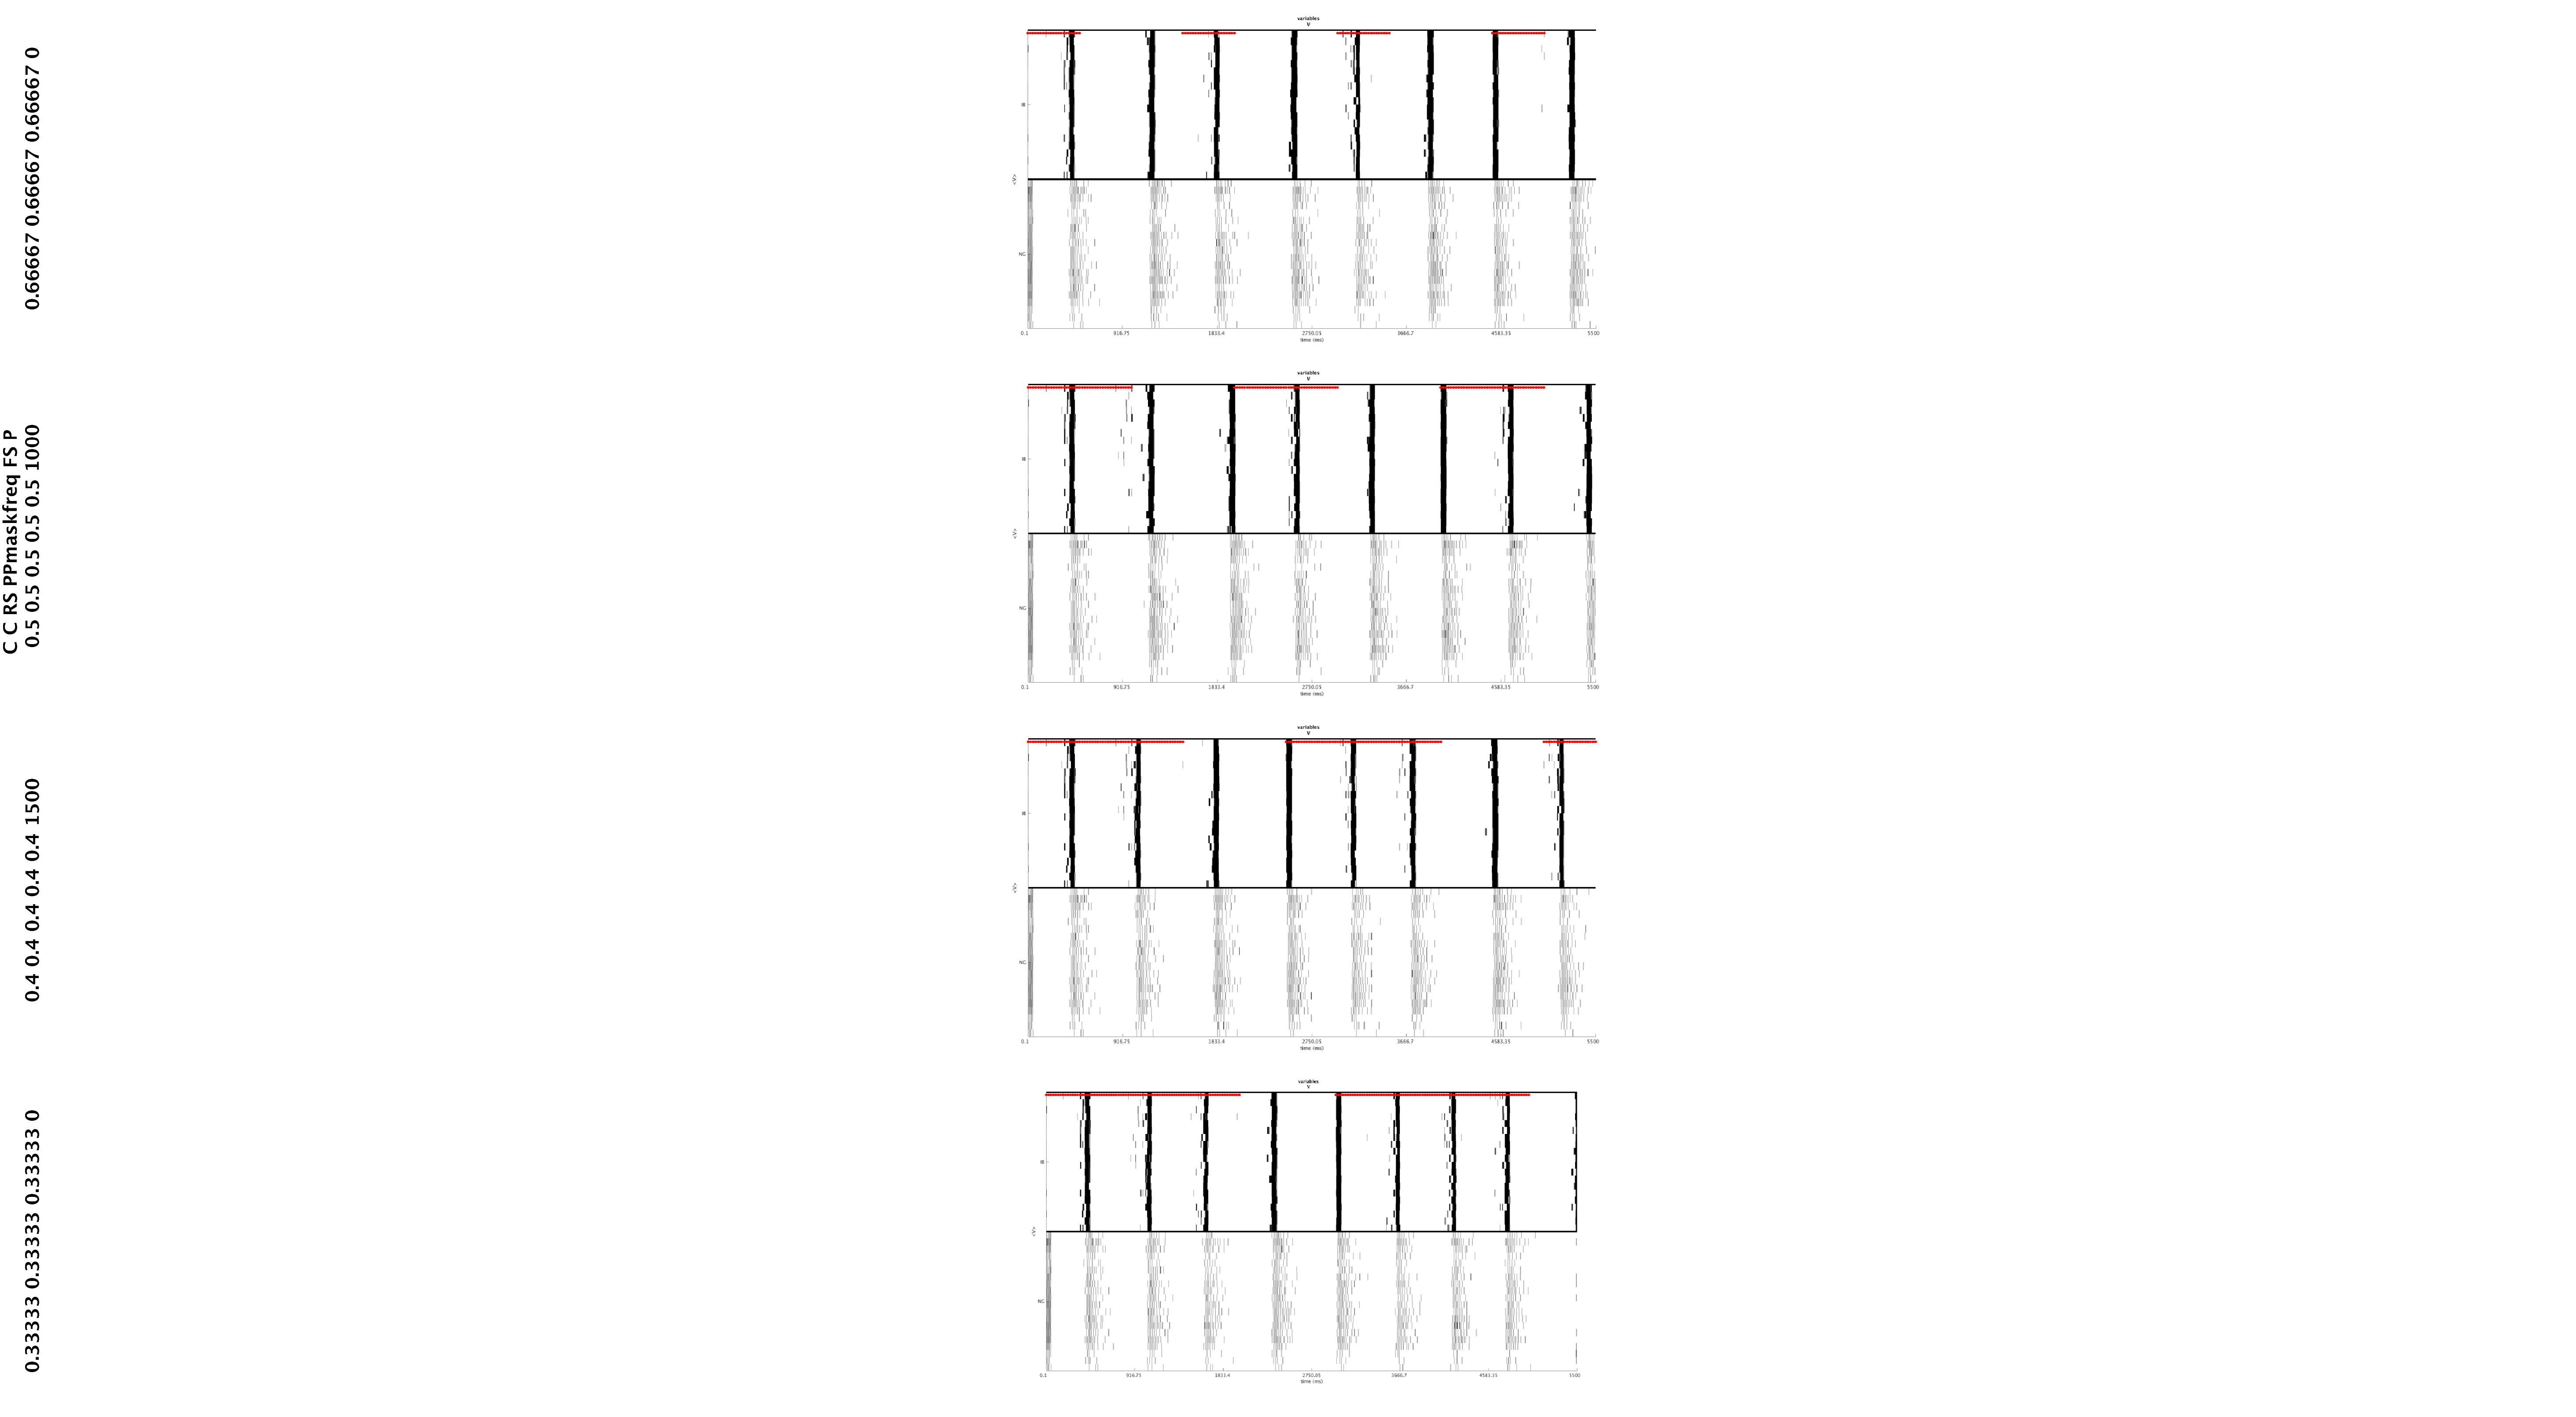 0.66667 0.66667 0.66667 0.66667 0
C C RS PPmaskfreq FS P
0.5 0.5 0.5 0.5 0.5 1000
0.4 0.4 0.4 0.4 0.4 1500
0.33333 0.33333 0.33333 0.33333 0
variables
V
<V>
NG
0.1 916.75 1833.4 2750.05 3666.7 4583.35 5500
time (ms)
variables
V
<V>
NG
0.1 916.75 1833.4 2750.05 3666.7 4583.35 5500
time (ms)
variables
V
<V>
NG
0.1 916.75 1833.4 2750.05 3666.7 4583.35 5500
time (ms)
variables
V
<V>
NG
0.1 916.75 1833.4 2750.05 3666.7 4583.35 5500
time (ms)